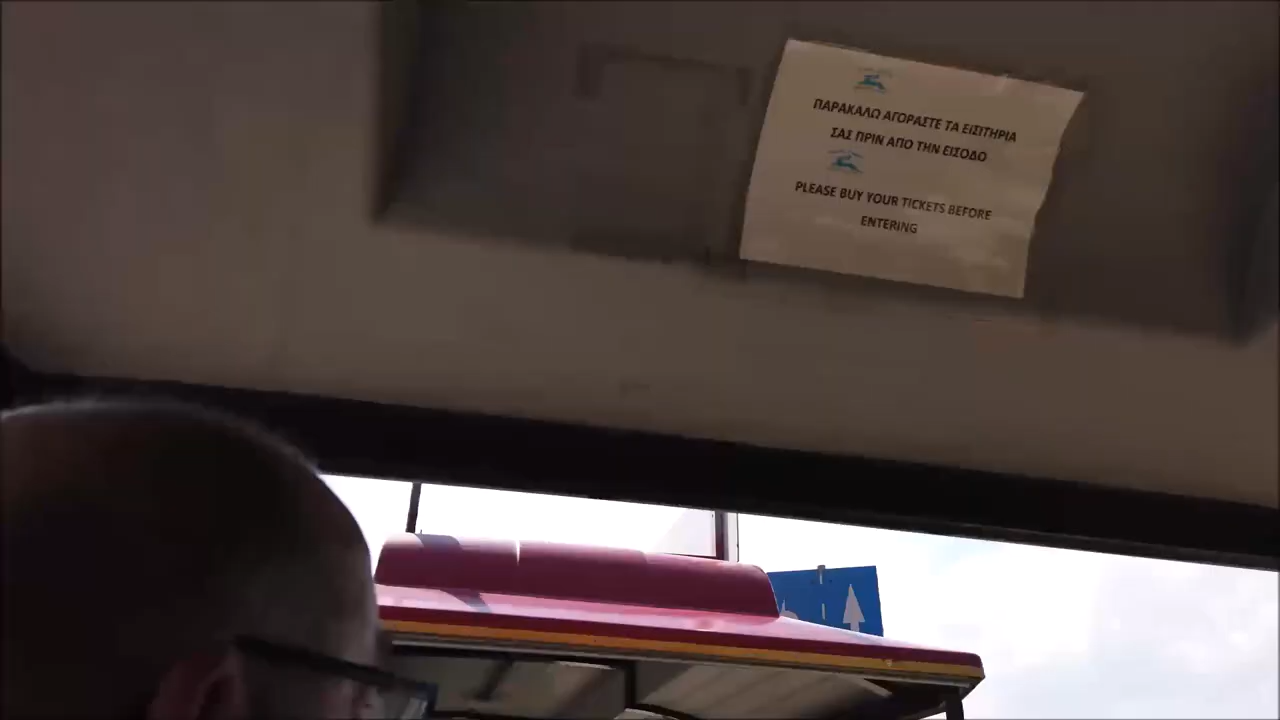 ΠΑΡΑΚΑΛΩ ΑΓΟΡΑΣΤΕ ΤΑ ΕΙΣΙΤΗΡΙΑ
ΣΑΣ ΠΡΙΝ ΑΠΟ ΤΗΝ ΕΙΣΟΔΟ
PLEASE BUY YOUR TICKETS BEFORE
ENTERING